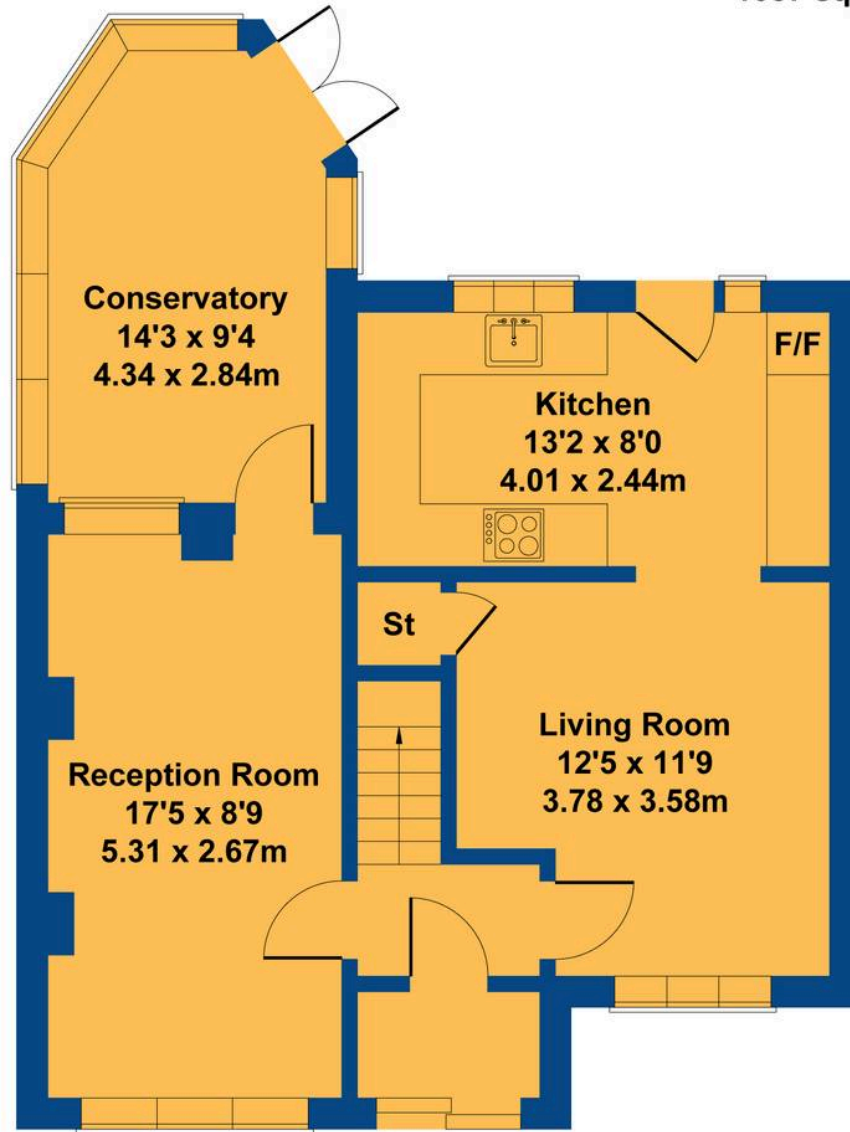 Conservatory
14'3 x 9'4
4.34 x 2.84m
Kitchen
13'2 x 8'0
4.01 x 2.44m
F/F
St
Living Room
12'5 x 11'9
3.78 x 3.58m
Reception Room
17'5 x 8'9
5.31 x 2.67m